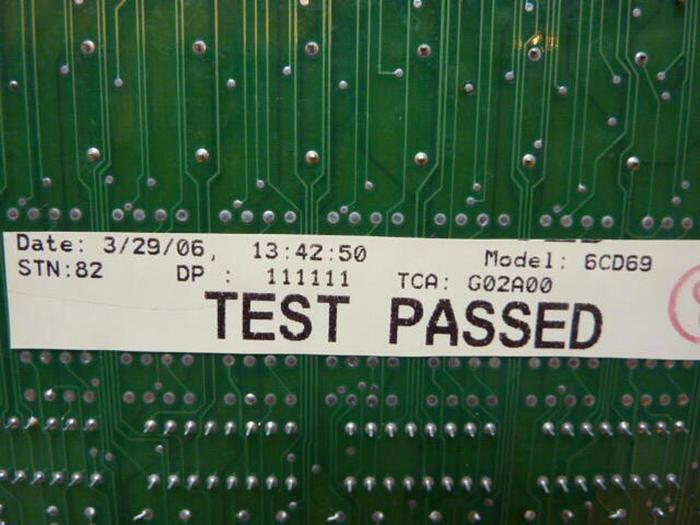 Date: 3/29/06, 13:42:50 Model: 6CD69
STN:82 DP : 111111 TCA: G02A00
TEST PASSED